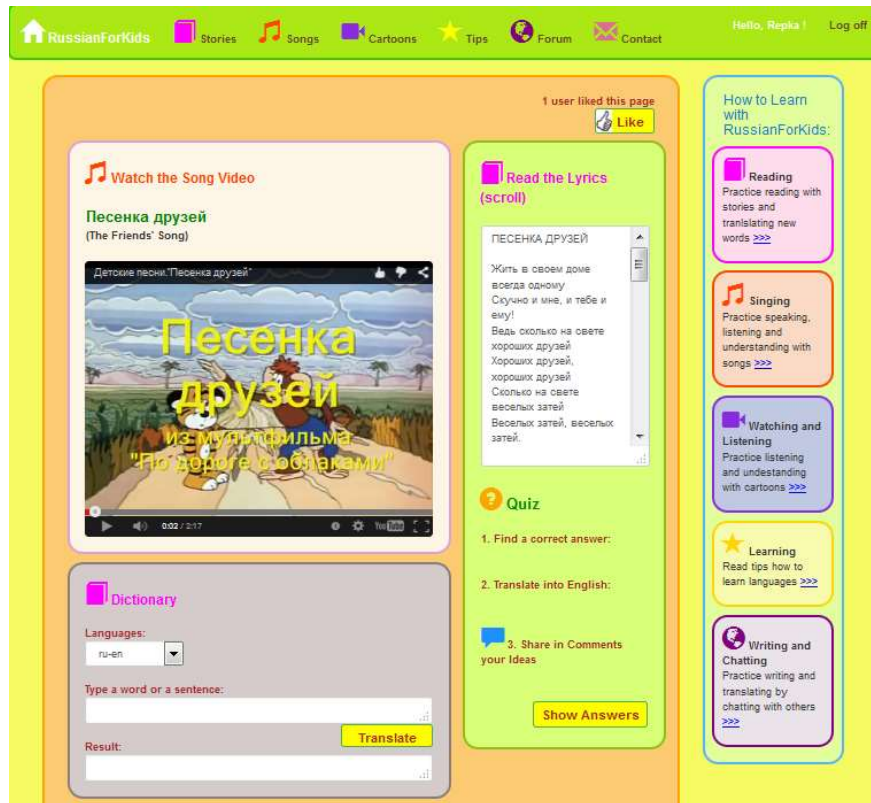 RussianForKids Stories Songs Cartoons Tips Forum Contact Hello, Repka ! Log off
1 user liked this page
Like
Watch the Song Video
Песенка друзей
(The Friends' Song)
Детские песни."Песенка друзей"
Песенка
друзей
из мультфильма
"По дороге с облаками"
0:02 / 2:17
YouTube
Dictionary
Languages:
ru-en
Type a word or a sentence:
Translate
Result:
Read the Lyrics
(scroll)
ПЕСЕНКА ДРУЗЕЙ
Жить в своем доме
всегда одному
Скучно и мне, и тебе и
ему!
Ведь сколько на свете
хороших друзей
Хороших друзей,
хороших друзей
Сколько на свете
веселых затей
Веселых затей, веселых
затей.
Quiz
1. Find a correct answer:
2. Translate into English:
3. Share in Comments
your Ideas
Show Answers
How to Learn
with
RussianForKids:
Reading
Practice reading with
stories and
tranlslating new
words >>>
Singing
Practice speaking,
listening and
understanding with
songs >>>
Watching and
Listening
Practice listening
and undestanding
with cartoons >>>
Learning
Read tips how to
learn languages >>>
Writing and
Chatting
Practice writing and
translating by
chatting with others
>>>